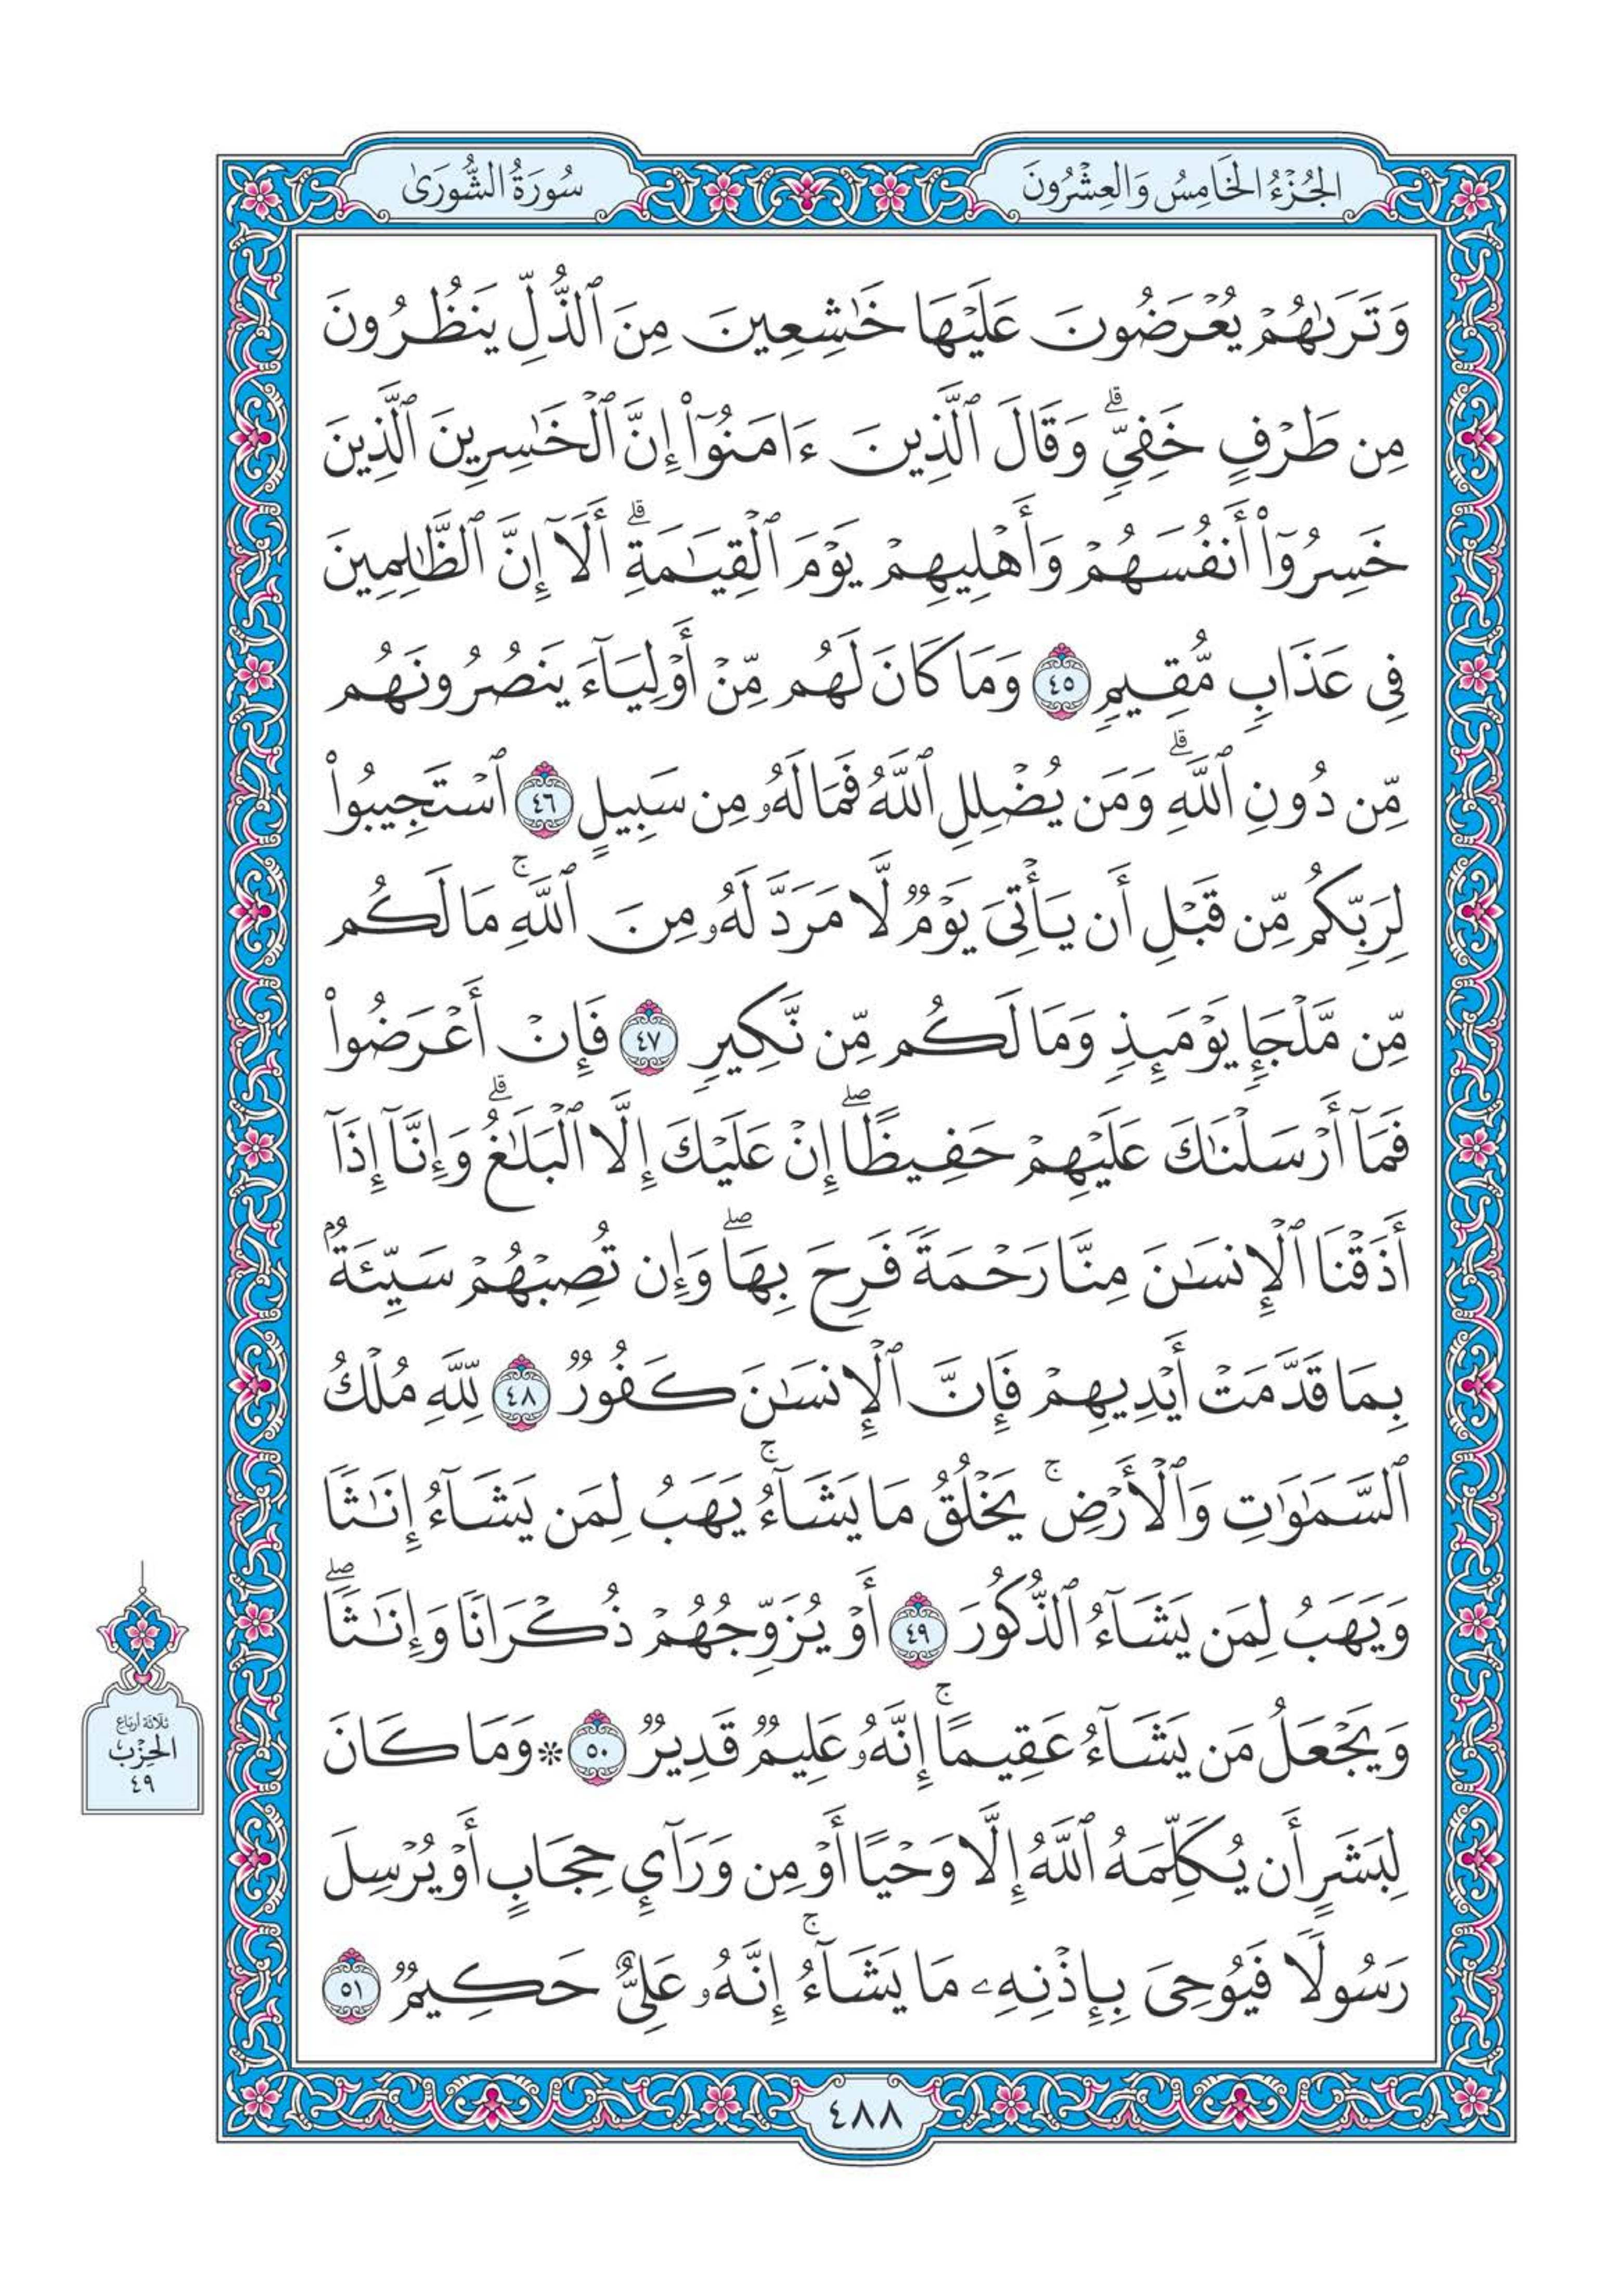 الجُزْءُ الخَامِسُ وَالعِشْرُونَ
سُورَةُ الشُّورَىٰ
وَتَرَىٰهُمْ يُعْرَضُونَ عَلَيْهَا خَٰشِعِينَ مِنَ ٱلذُّلِّ يَنظُرُونَ
مِن طَرْفٍ خَفِيٍّۗ وَقَالَ ٱلَّذِينَ ءَامَنُوٓاْ إِنَّ ٱلْخَٰسِرِينَ ٱلَّذِينَ
خَسِرُوٓاْ أَنفُسَهُمْ وَأَهْلِيهِمْ يَوْمَ ٱلْقِيَٰمَةِۗ أَلَآ إِنَّ ٱلظَّٰلِمِينَ
فِى عَذَابٍ مُّقِيمٍ ٤٥ وَمَا كَانَ لَهُم مِّنْ أَوْلِيَآءَ يَنصُرُونَهُم
مِّن دُونِ ٱللَّهِۗ وَمَن يُضْلِلِ ٱللَّهُ فَمَا لَهُۥ مِن سَبِيلٍ ٤٦ ٱسْتَجِيبُواْ
لِرَبِّكُم مِّن قَبْلِ أَن يَأْتِىَ يَوْمٌ لَّا مَرَدَّ لَهُۥ مِنَ ٱللَّهِۚ مَا لَكُم
مِّن مَّلْجَإٍ يَوْمَئِذٍ وَمَا لَكُم مِّن نَّكِيرٍ ٤٧ فَإِنْ أَعْرَضُواْ
فَمَآ أَرْسَلْنَٰكَ عَلَيْهِمْ حَفِيظًاۖ إِنْ عَلَيْكَ إِلَّا ٱلْبَلَٰغُۗ وَإِنَّآ إِذَآ
أَذَقْنَا ٱلْإِنسَٰنَ مِنَّا رَحْمَةً فَرِحَ بِهَاۖ وَإِن تُصِبْهُمْ سَيِّئَةٌۢ
بِمَا قَدَّمَتْ أَيْدِيهِمْ فَإِنَّ ٱلْإِنسَٰنَ كَفُورٌ ٤٨ لِّلَّهِ مُلْكُ
ٱلسَّمَٰوَٰتِ وَٱلْأَرْضِۚ يَخْلُقُ مَا يَشَآءُۚ يَهَبُ لِمَن يَشَآءُ إِنَٰثًا
وَيَهَبُ لِمَن يَشَآءُ ٱلذُّكُورَ ٤٩ أَوْ يُزَوِّجُهُمْ ذُكْرَانًا وَإِنَٰثًاۖ
وَيَجْعَلُ مَن يَشَآءُ عَقِيمًاۚ إِنَّهُۥ عَلِيمٌ قَدِيرٌ ٥٠ * وَمَا كَانَ
لِبَشَرٍ أَن يُكَلِّمَهُ ٱللَّهُ إِلَّا وَحْيًا أَوْ مِن وَرَآيِٕ حِجَابٍ أَوْ يُرْسِلَ
رَسُولًا فَيُوحِىَ بِإِذْنِهِۦ مَا يَشَآءُۚ إِنَّهُۥ عَلِىٌّ حَكِيمٌ ٥١
ثلاثة أرباع
الحِزْب
٤٩
٤٨٨